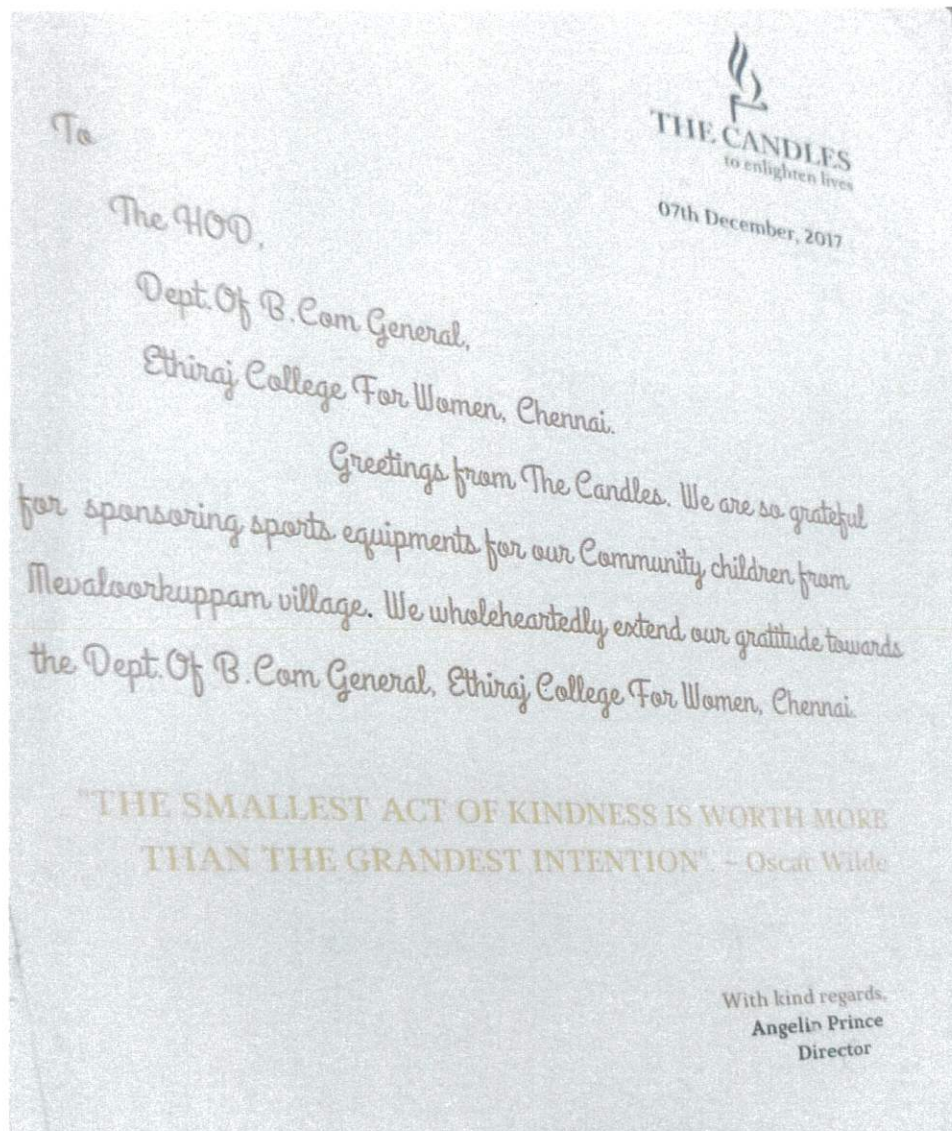 THE CANDLES
to enlighten lives
07th December, 2017
To
The HOD,
Dept.Of B.Com General,
Ethiraj College For Women, Chennai.
Greetings from The Candles. We are so grateful
for sponsoring sports equipments for our Community children from
Mevaloorkuppam village. We wholeheartedly extend our gratitude towards
the Dept.Of B.Com General, Ethiraj College For Women, Chennai.
"THE SMALLEST ACT OF KINDNESS IS WORTH MORE
THAN THE GRANDEST INTENTION". ~ Oscar Wilde
With kind regards,
Angelin Prince
Director